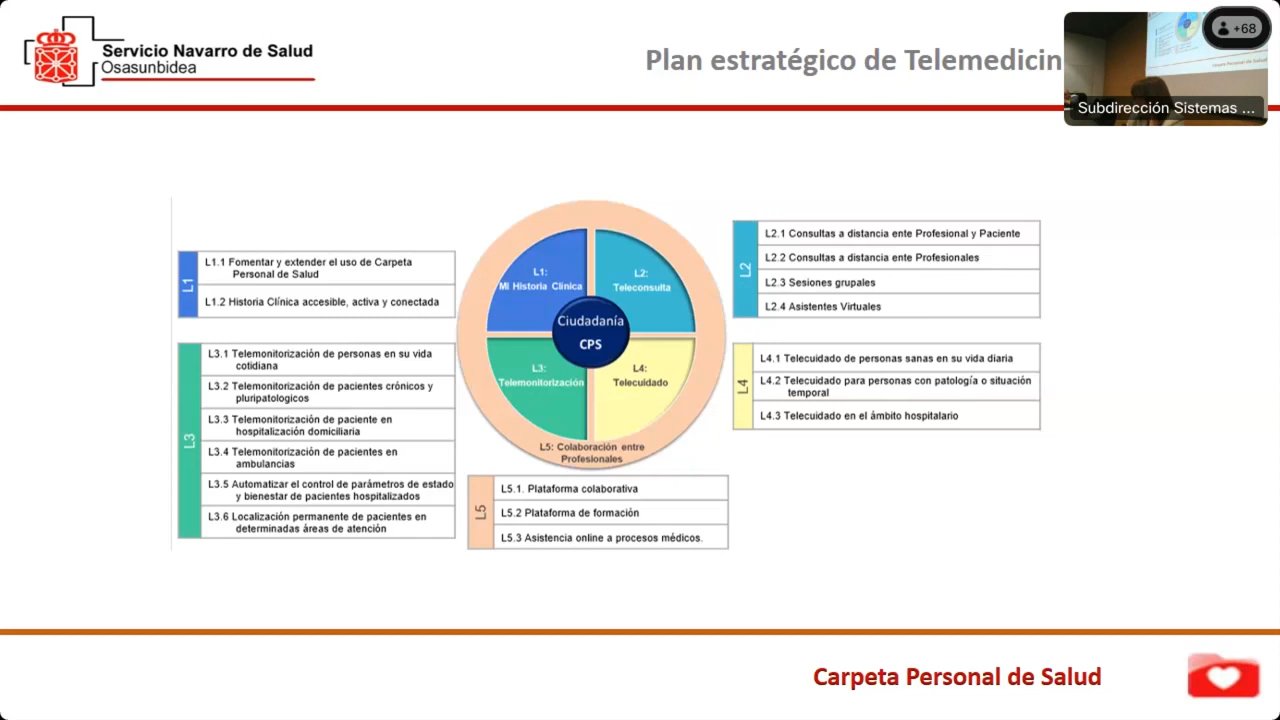 Servicio Navarro de Salud
Osasunbidea
Plan estratégico de Telemedicin
+68
Subdirección Sistemas ...
L1
L1.1 Fomentar y extender el uso de Carpeta
Personal de Salud
L1.2 Historia Clínica accesible, activa y conectada
L3
L3.1 Telemonitorización de personas en su vida
cotidiana
L3.2 Telemonitorización de pacientes crónicos y
pluripatologicos
L3.3 Telemonitorización de paciente en
hospitalización domiciliaria
L3.4 Telemonitorización de pacientes en
ambulancias
L3.5 Automatizar el control de parámetros de estado
y bienestar de pacientes hospitalizados
L3.6 Localización permanente de pacientes en
determinadas áreas de atención
L1:
Mi Historia Clínica
L2:
Teleconsulta
Ciudadanía
CPS
L3:
Telemonitorización
L4:
Telecuidado
L5: Colaboración entre
Profesionales
L2
L2.1 Consultas a distancia ente Profesional y Paciente
L2.2 Consultas a distancia ente Profesionales
L2.3 Sesiones grupales
L2.4 Asistentes Virtuales
L4
L4.1 Telecuidado de personas sanas en su vida diaria
L4.2 Telecuidado para personas con patología o situación
temporal
L4.3 Telecuidado en el ámbito hospitalario
L5
L5.1. Plataforma colaborativa
L5.2 Plataforma de formación
L5.3 Asistencia online a procesos médicos.
Carpeta Personal de Salud